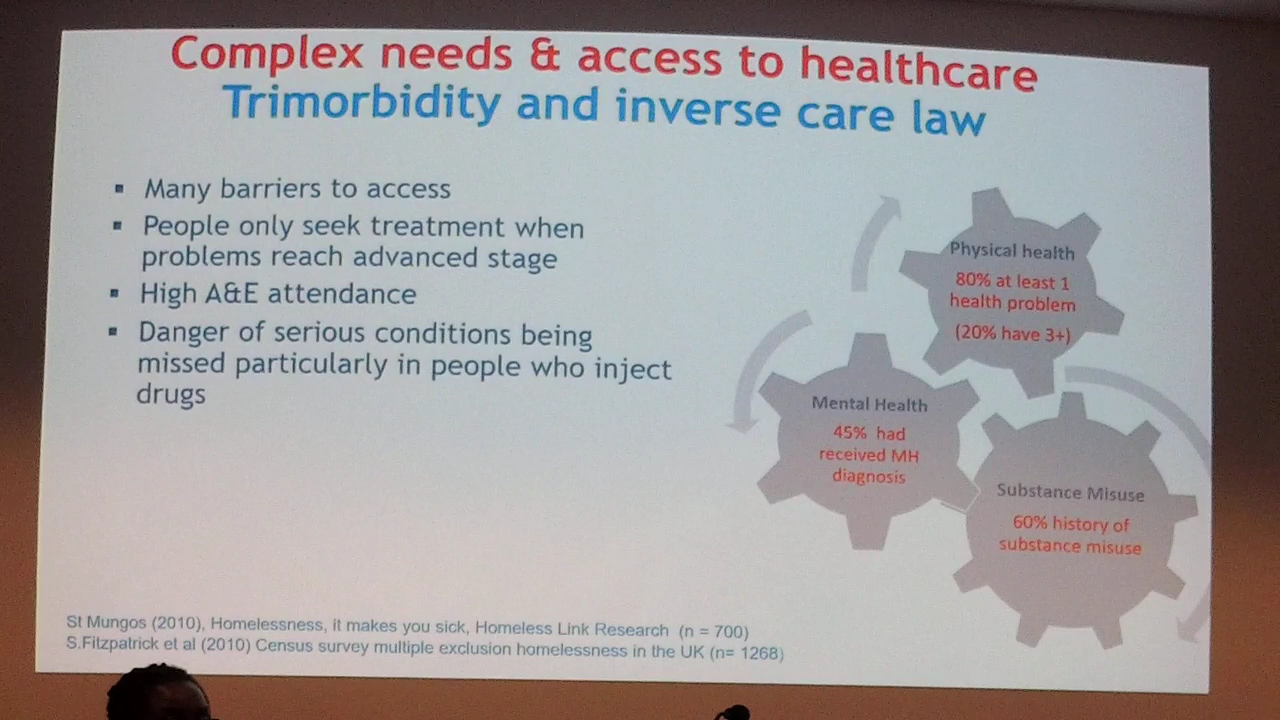 Complex needs & access to healthcare
Trimorbidity and inverse care law
▪ Many barriers to access
▪ People only seek treatment when
problems reach advanced stage
▪ High A&E attendance
▪ Danger of serious conditions being
missed particularly in people who inject
drugs
Physical health
80% at least 1
health problem
(20% have 3+)
Mental Health
45% had
received MH
diagnosis
Substance Misuse
60% history of
substance misuse
St Mungos (2010), Homelessness, it makes you sick, Homeless Link Research (n = 700)
S.Fitzpatrick et al (2010) Census survey multiple exclusion homelessness in the UK (n= 1268)